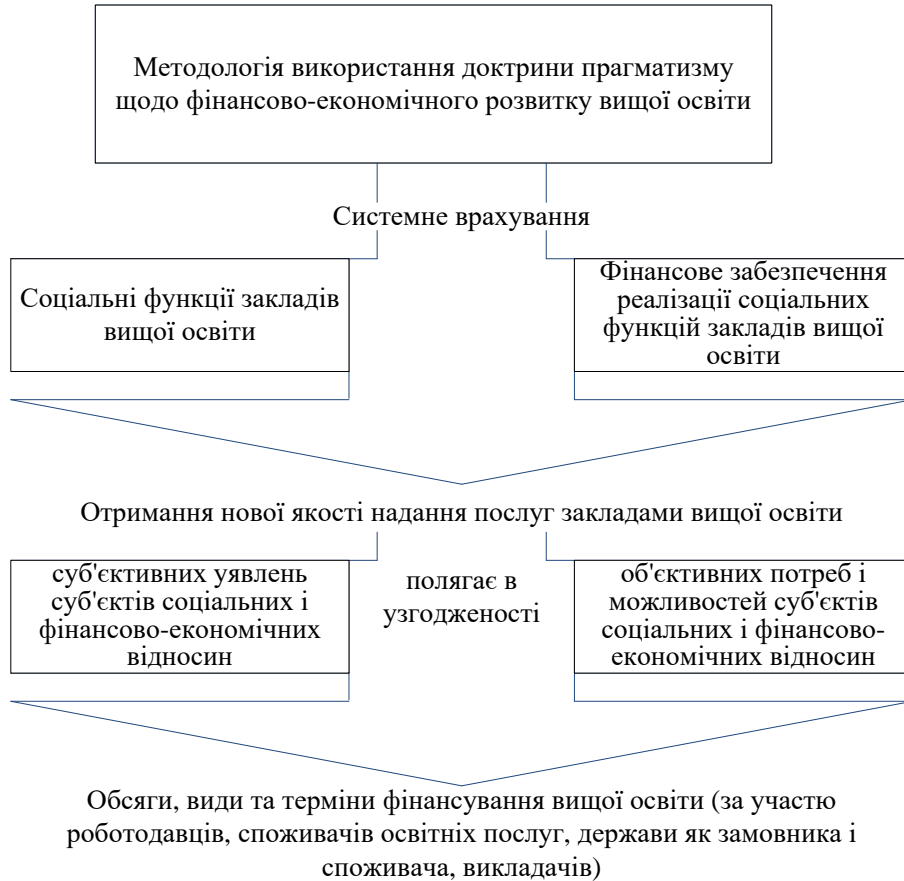 Методологія використання доктрини прагматизму
щодо фінансово-економічного розвитку вищої освіти
Системне врахування
Соціальні функції закладів
вищої освіти
Фінансове забезпечення
реалізації соціальних
функцій закладів вищої
освіти
Отримання нової якості надання послуг закладами вищої освіти
суб'єктивних уявлень
суб'єктів соціальних і
фінансово-економічних
відносин
полягає в
узгодженості
об'єктивних потреб і
можливостей суб'єктів
соціальних і фінансово-
економічних відносин
Обсяги, види та терміни фінансування вищої освіти (за участю
роботодавців, споживачів освітніх послуг, держави як замовника і
споживача, викладачів)